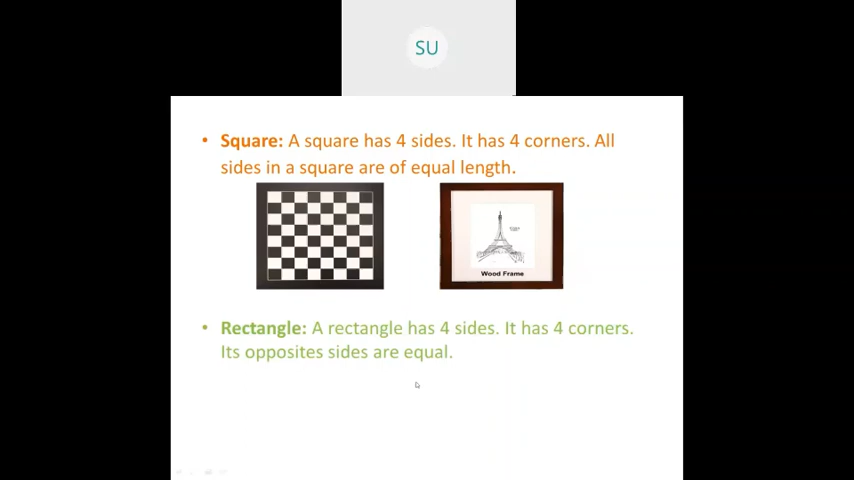 SU
• Square: A square has 4 sides. It has 4 corners. All
sides in a square are of equal length.
Wood Frame
• Rectangle: A rectangle has 4 sides. It has 4 corners.
Its opposites sides are equal.